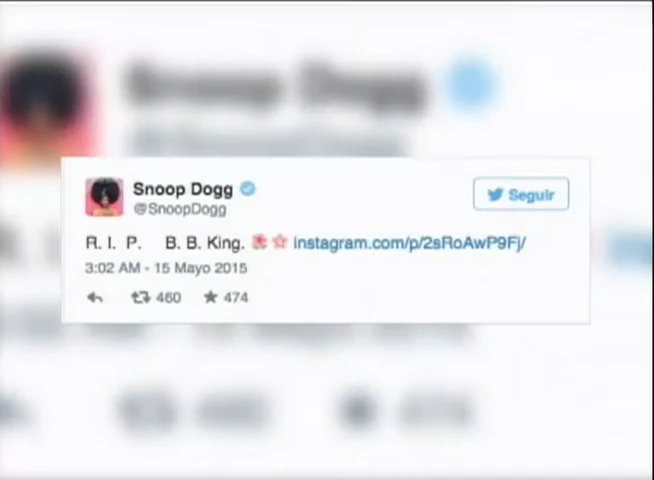 Snoop Dogg
@SnoopDogg
Seguir
R. I. P. B. B. King. instagram.com/p/2sRoAwP9Fj/
3:02 AM - 15 Mayo 2015
460 474